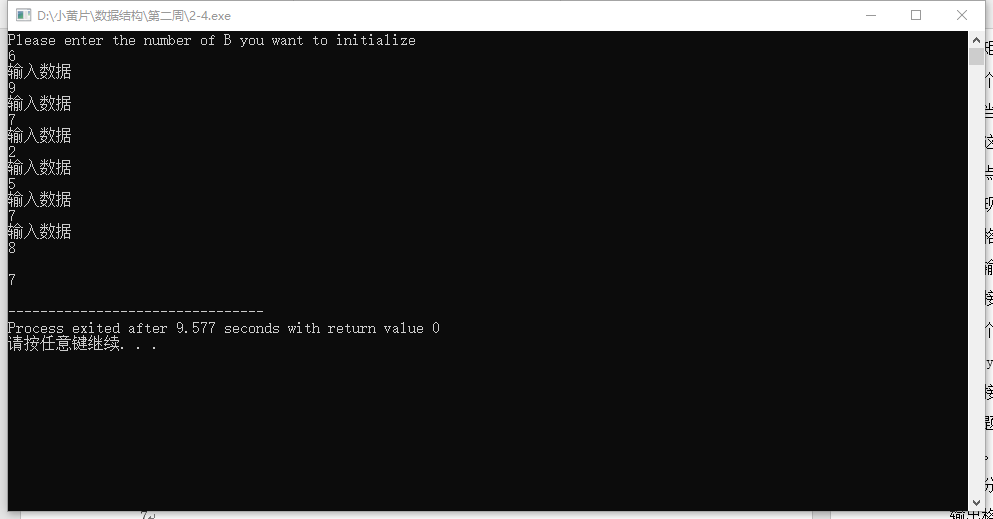 D:\小黄片\数据结构\第二周\2-4.exe
Please enter the number of B you want to initialize
6
输入数据
9
输入数据
7
输入数据
2
输入数据
5
输入数据
7
输入数据
8
7
--------------------------------
Process exited after 9.577 seconds with return value 0
请按任意键继续. . .
7